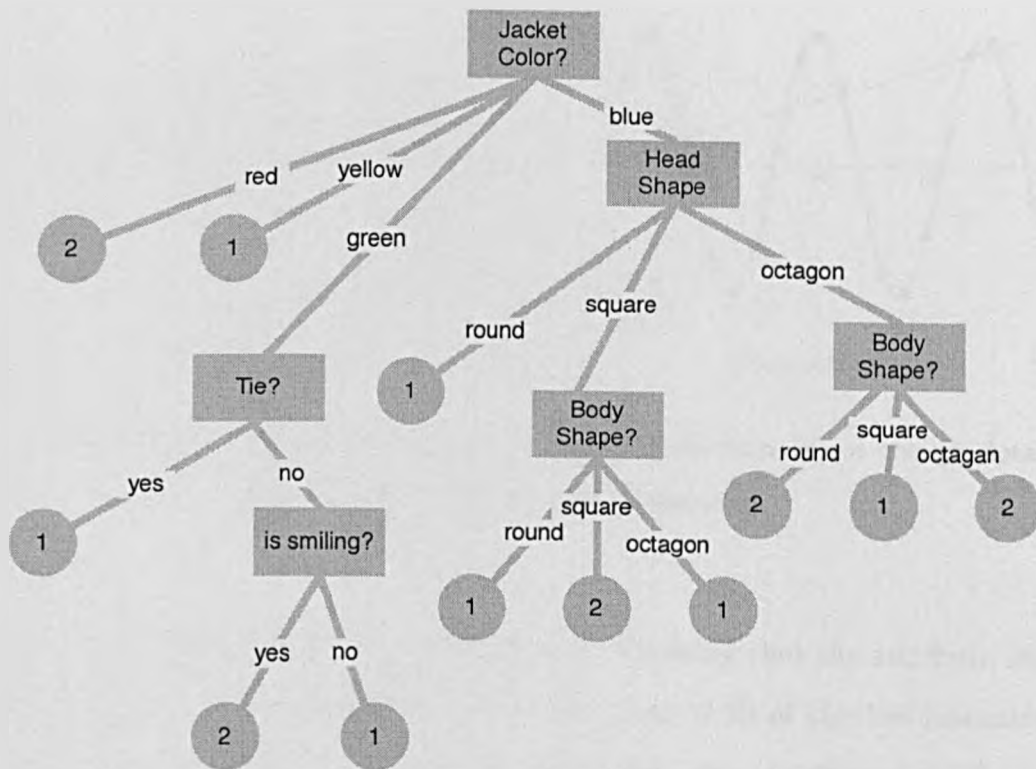 Jacket
Color?
blue
Head
Shape
red
yellow
green
2
1
octagon
square
round
Body
Shape?
Tie?
1
Body
Shape?
round
square
octagan
yes
no
2
1
2
is smiling?
round
square
octagon
1
1
2
1
yes
no
2
1